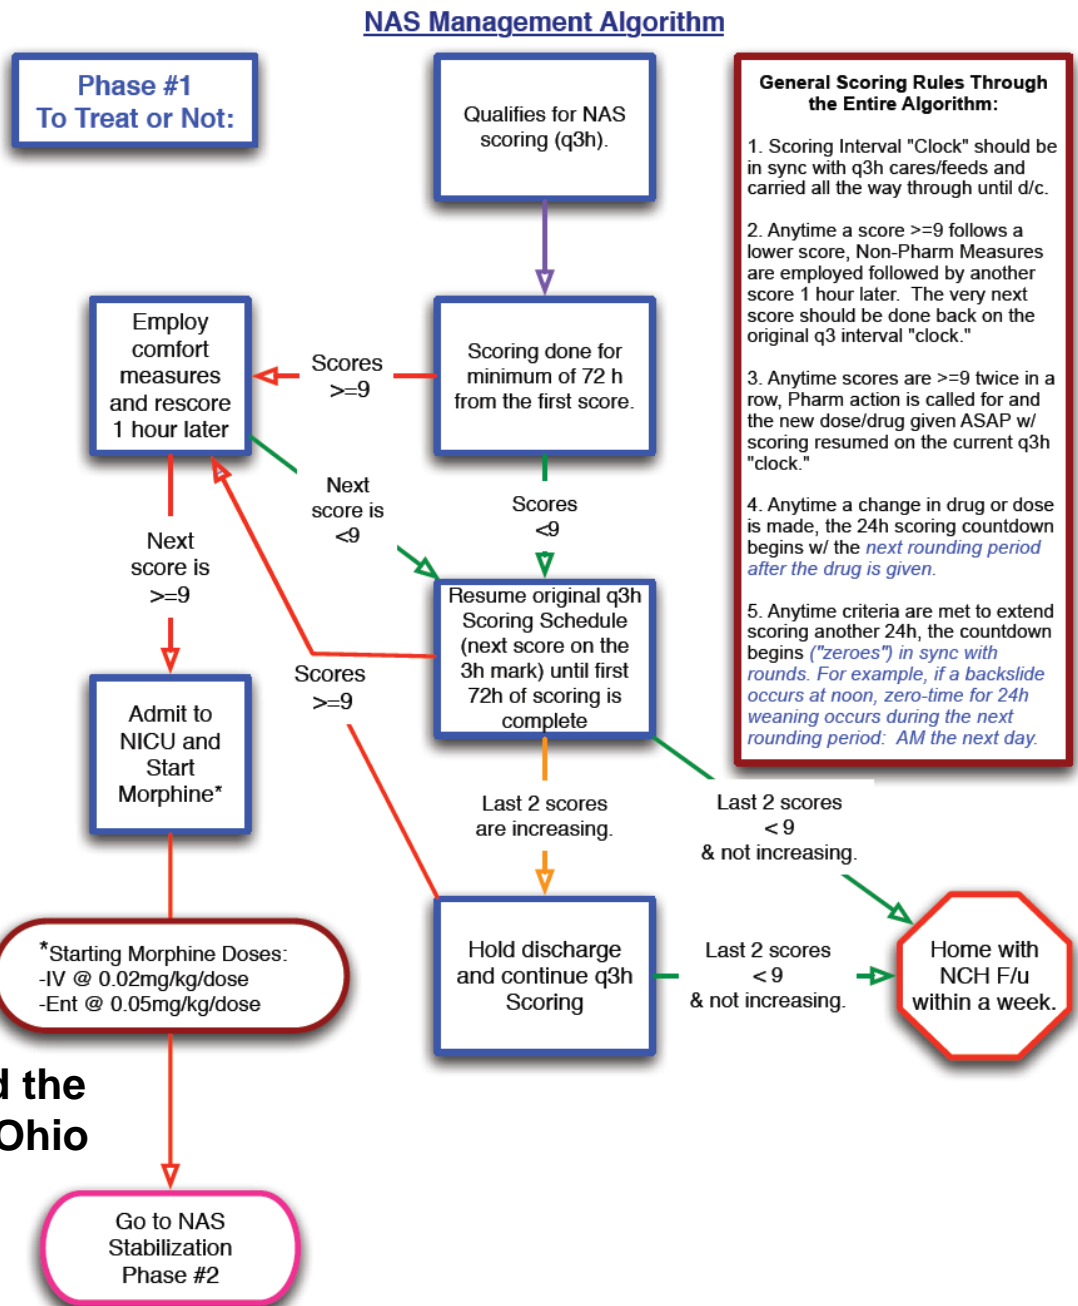 NAS Management Algorithm
Phase #1
To Treat or Not:
Qualifies for NAS
scoring (q3h).
General Scoring Rules Through
the Entire Algorithm:
1. Scoring Interval "Clock" should be
in sync with q3h cares/feeds and
carried all the way through until d/c.
2. Anytime a score >=9 follows a
lower score, Non-Pharm Measures
are employed followed by another
score 1 hour later.  The very next
score should be done back on the
original q3 interval "clock."
3. Anytime scores are >=9 twice in a
row, Pharm action is called for and
the new dose/drug given ASAP w/
scoring resumed on the current q3h
"clock."
4. Anytime a change in drug or dose
is made, the 24h scoring countdown
begins w/ the next rounding period
after the drug is given.
5. Anytime criteria are met to extend
scoring another 24h, the countdown
begins ("zeroes") in sync with
rounds. For example, if a backslide
occurs at noon, zero-time for 24h
weaning occurs during the next
rounding period:  AM the next day.
Employ
comfort
measures
and rescore
1 hour later
Scores
>=9
Scoring done for
minimum of 72 h
from the first score.
Next
score is
<9
Scores
<9
Next
score is
>=9
Resume original q3h
Scoring Schedule
(next score on the
3h mark) until first
72h of scoring is
complete
Scores
>=9
Admit to
NICU and
Start
Morphine*
Last 2 scores
are increasing.
Last 2 scores
< 9
& not increasing.
*Starting Morphine Doses:
-IV @ 0.02mg/kg/dose
-Ent @ 0.05mg/kg/dose
Hold discharge
and continue q3h
Scoring
Last 2 scores
< 9
& not increasing.
Home with
NCH F/u
within a week.
d the
Ohio
Go to NAS
Stabilization
Phase #2